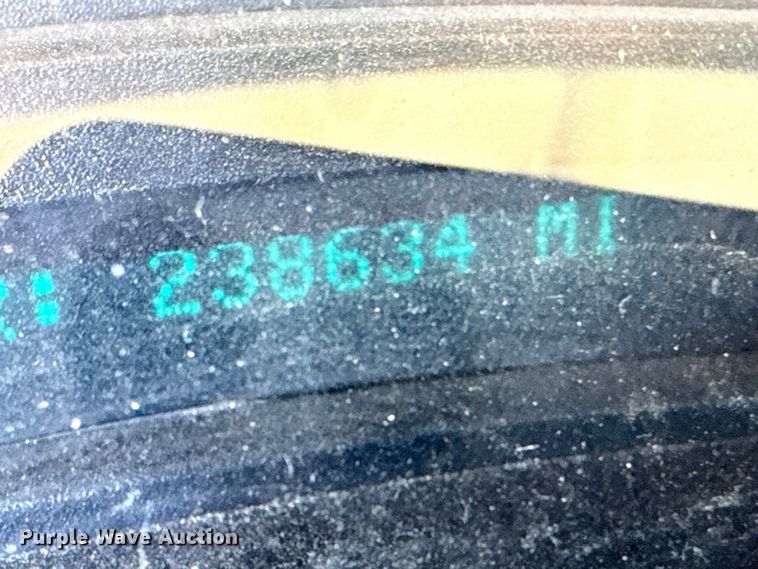 : 238634 MI
Purple Wave Auction